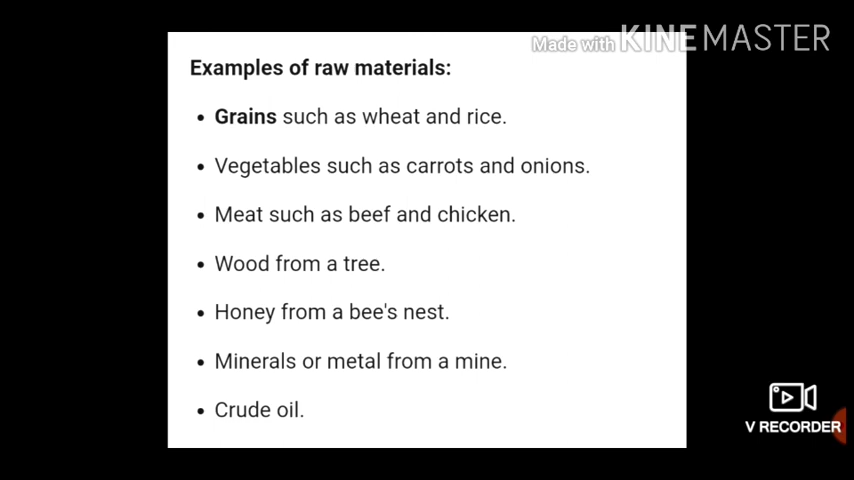 Made with KINEMASTER
Examples of raw materials:
• Grains such as wheat and rice.
• Vegetables such as carrots and onions.
• Meat such as beef and chicken.
• Wood from a tree.
• Honey from a bee's nest.
• Minerals or metal from a mine.
• Crude oil.
V RECORDER